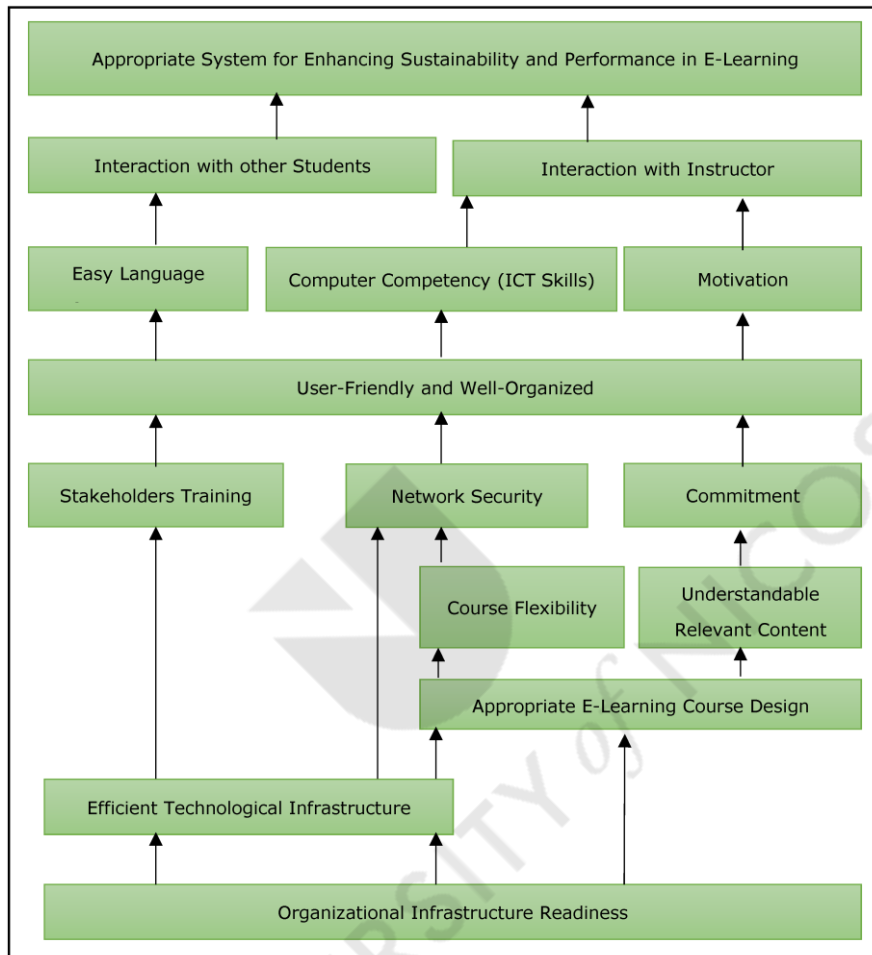 Appropriate System for Enhancing Sustainability and Performance in E-Learning
Interaction with other Students
Interaction with Instructor
Easy Language
Computer Competency (ICT Skills)
Motivation
User-Friendly and Well-Organized
Stakeholders Training
Network Security
Commitment
Course Flexibility
Understandable
Relevant Content
Appropriate E-Learning Course Design
Efficient Technological Infrastructure
Organizational Infrastructure Readiness
of